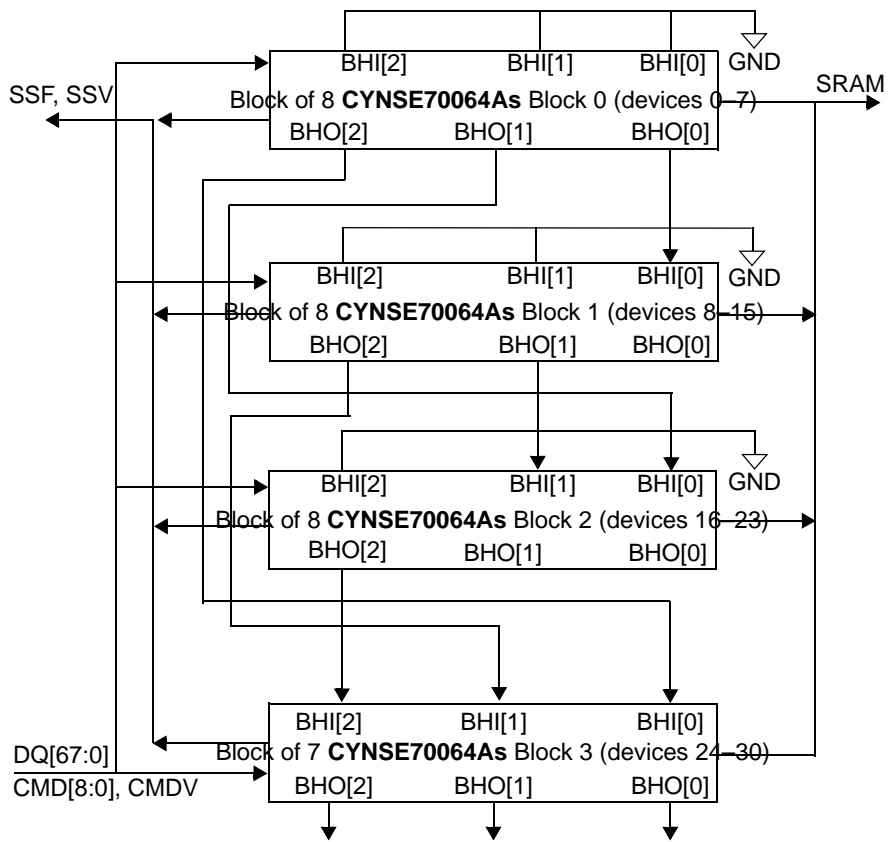 BHI[2] BHI[1] BHI[0] GND
SSF, SSV
SRAM
Block of 8 CYNSE70064As Block 0 (devices 0–7)
BHO[2] BHO[1] BHO[0]
BHI[2] BHI[1] BHI[0] GND
Block of 8 CYNSE70064As Block 1 (devices 8–15)
BHO[2] BHO[1] BHO[0]
BHI[2] BHI[1] BHI[0] GND
Block of 8 CYNSE70064As Block 2 (devices 16–23)
BHO[2] BHO[1] BHO[0]
BHI[2] BHI[1] BHI[0]
DQ[67:0]
Block of 7 CYNSE70064As Block 3 (devices 24–30)
CMD[8:0], CMDV
BHO[2] BHO[1] BHO[0]